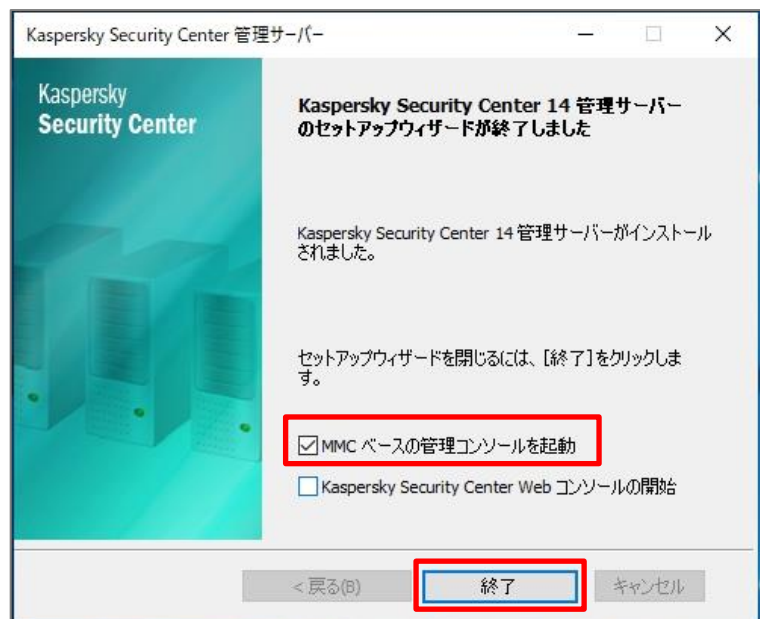 Kaspersky Security Center 管理サーバー
Kaspersky
Security Center
Kaspersky Security Center 14 管理サーバー
のセットアップウィザードが終了しました
Kaspersky Security Center 14 管理サーバーがインストール
されました。
セットアップウィザードを閉じるには、[終了]をクリックしま
す。
MMC ベースの管理コンソールを起動
Kaspersky Security Center Web コンソールの開始
< 戻る(B)
終了
キャンセル